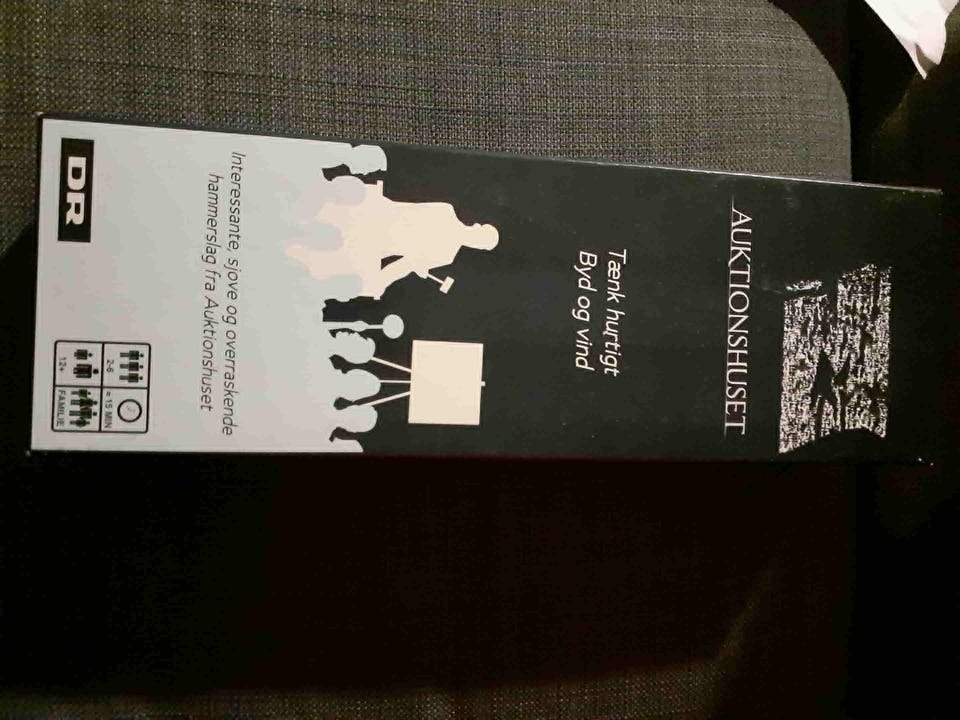 AUKTIONSHUSET
Tænk hurtigt
Byd og vind
Interessante, sjove og overraskende
hammerslag fra Auktionshuset
2-6
≈ 15 MIN
12+
FAMILIE
DR